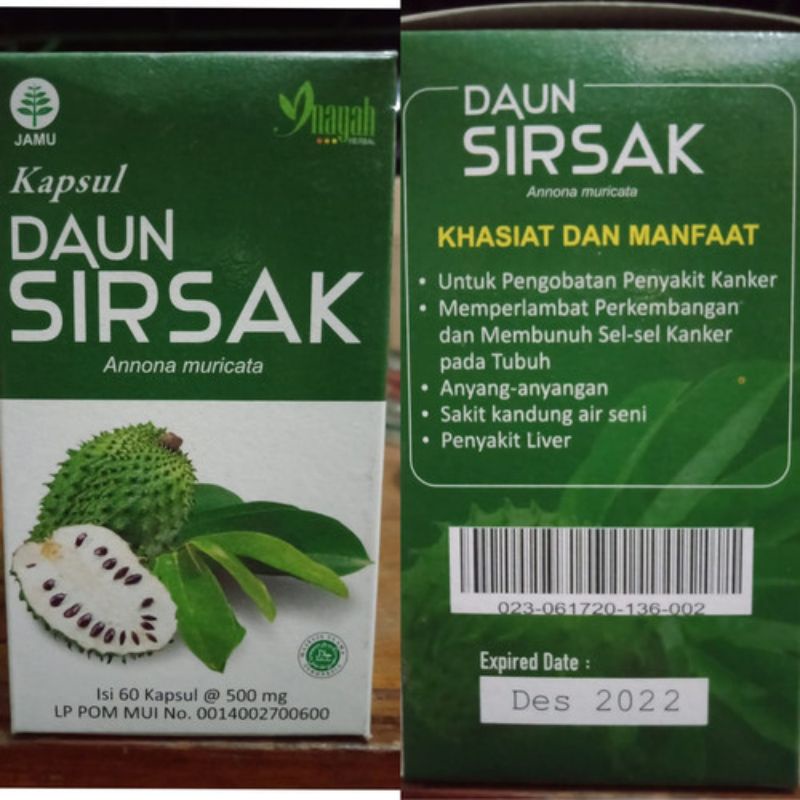 JAMU
Ynayah
HERBAL
Kapsul
DAUN
SIRSAK
Annona muricata
Isi 60 Kapsul @ 500 mg
LP POM MUI No. 0014002700600
DAUN
SIRSAK
Annona muricata
KHASIAT DAN MANFAAT
• Untuk Pengobatan Penyakit Kanker
• Memperlambat Perkembangan
dan Membunuh Sel-sel Kanker
pada Tubuh
• Anyang-anyangan
• Sakit kandung air seni
• Penyakit Liver
023-061720-136-002
Expired Date :
Des 2022